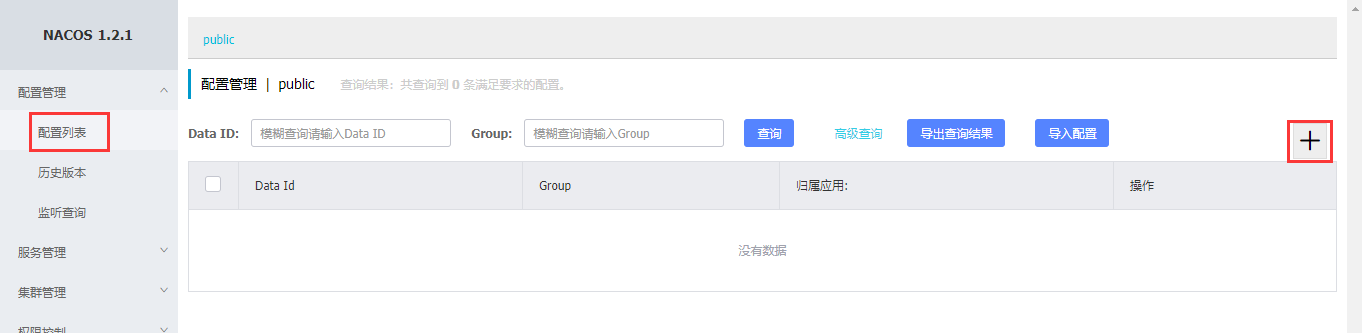 NACOS 1.2.1
配置管理
配置列表
历史版本
监听查询
服务管理
集群管理
权限控制
public
配置管理 | public 查询结果：共查询到 0 条满足要求的配置。
Data ID: 模糊查询请输入Data ID Group: 模糊查询请输入Group 查询 高级查询 导出查询结果 导入配置 +
Data Id Group 归属应用: 操作
没有数据